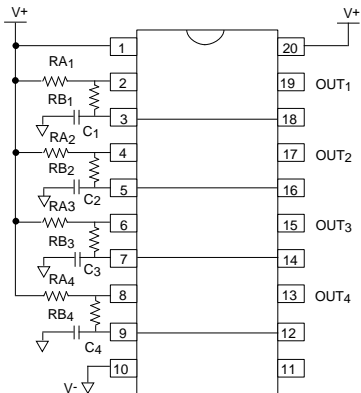 V+ V+
1 20
RA1
2 19 OUT1
RB1
3 18
C1
RA2
4 17 OUT2
RB2
5 16
C2
RA3
6 15 OUT3
RB3
7 14
C3
RA4
8 13 OUT4
RB4
9 12
C4
10 11
V-